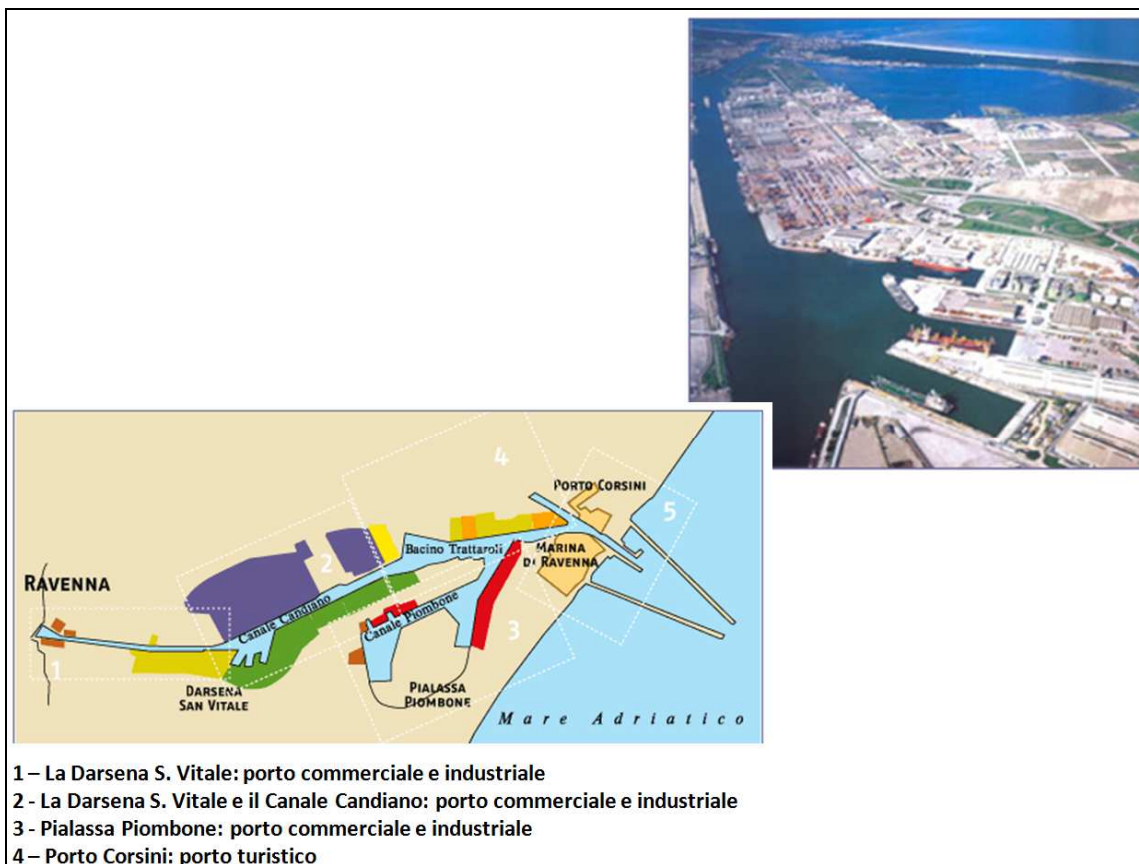 4
PORTO CORSINI
5
2
Bacino Trattaroli
MARINA
DI RAVENNA
RAVENNA
Canale Candiano
Canale Piombone
3
1
DARSENA
SAN VITALE
PIALASSA
PIOMBONE
Mare Adriatico
1 – La Darsena S. Vitale: porto commerciale e industriale
2 - La Darsena S. Vitale e il Canale Candiano: porto commerciale e industriale
3 - Pialassa Piombone: porto commerciale e industriale
4 – Porto Corsini: porto turistico